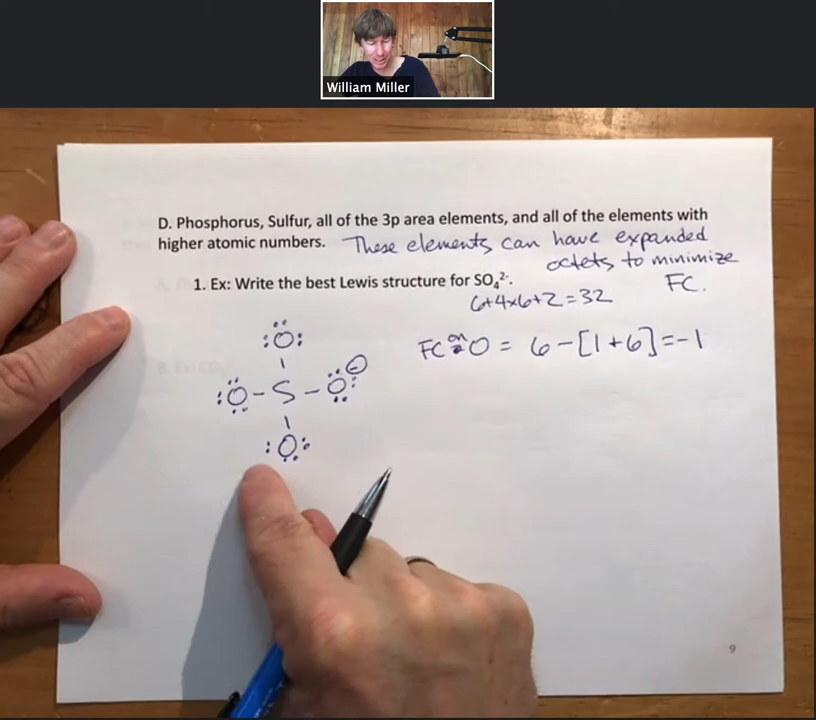 William Miller
D. Phosphorus, Sulfur, all of the 3p area elements, and all of the elements with
higher atomic numbers. These elements can have expanded
octets to minimize
FC.
1. Ex: Write the best Lewis structure for SO₄²⁻.
6+4x6+2=32
FC on O = 6-[1+6]=-1
:O:
:O-S-O:⊖
:O:
9